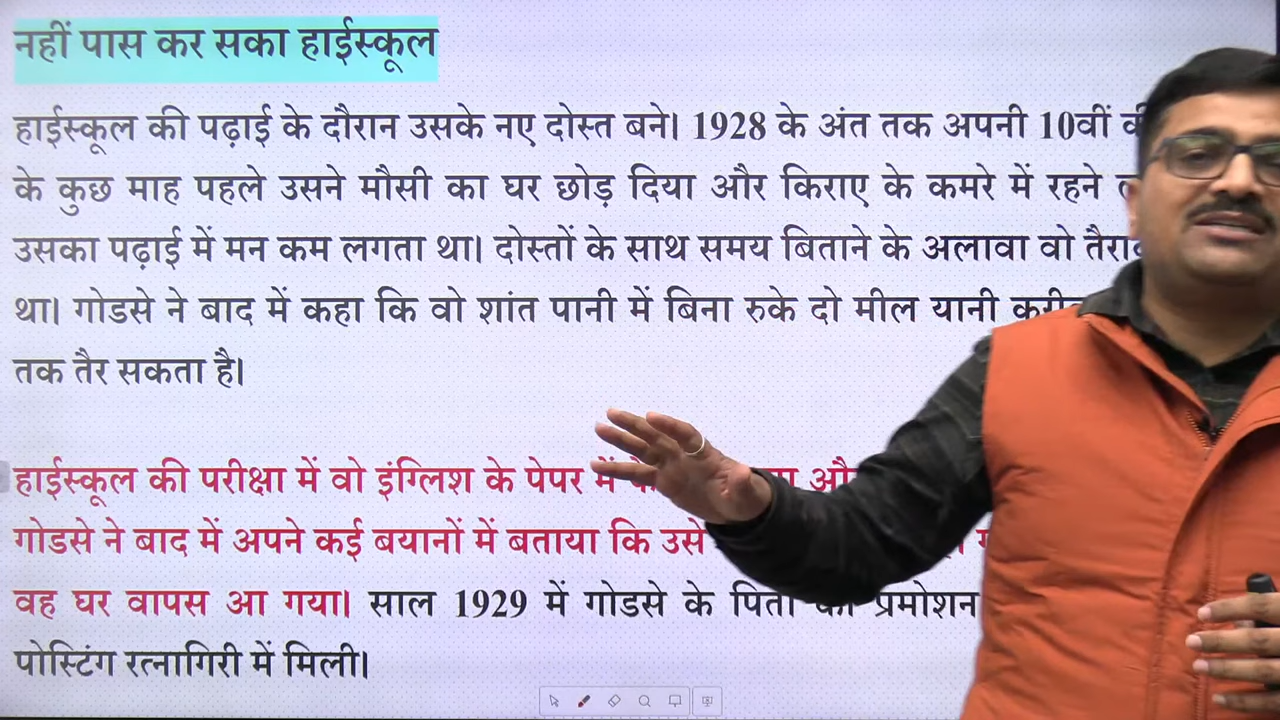 नहीं पास कर सका हाईस्कूल
हाईस्कूल की पढ़ाई के दौरान उसके नए दोस्त बने। 1928 के अंत तक अपनी 10वीं
के कुछ माह पहले उसने मौसी का घर छोड़ दिया और किराए के कमरे में रहने
उसका पढ़ाई में मन कम लगता था। दोस्तों के साथ समय बिताने के अलावा वो
था। गोडसे ने बाद में कहा कि वो शांत पानी में बिना रुके दो मील यानी
तक तैर सकता है।
हाईस्कूल की परीक्षा में वो इंग्लिश के पेपर में
गोडसे ने बाद में अपने कई बयानों में बताया कि उसे
वह घर वापस आ गया। साल 1929 में गोडसे के पिता का प्रमोशन
पोस्टिंग रत्नागिरी में मिली।